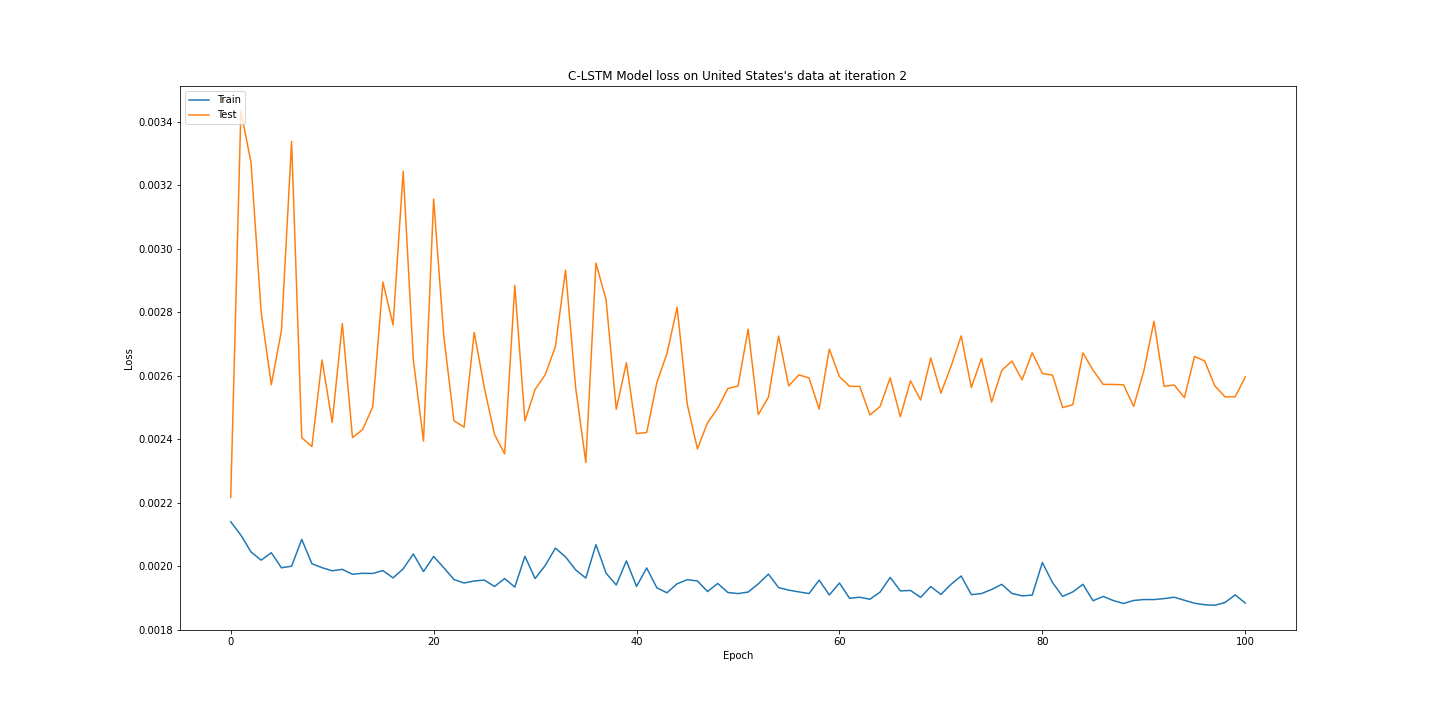 C-LSTM Model loss on United States's data at iteration 2
Train
Test
0.0034
0.0032
0.0030
0.0028
0.0026
0.0024
0.0022
0.0020
0.0018
Loss
0 20 40 60 80 100
Epoch